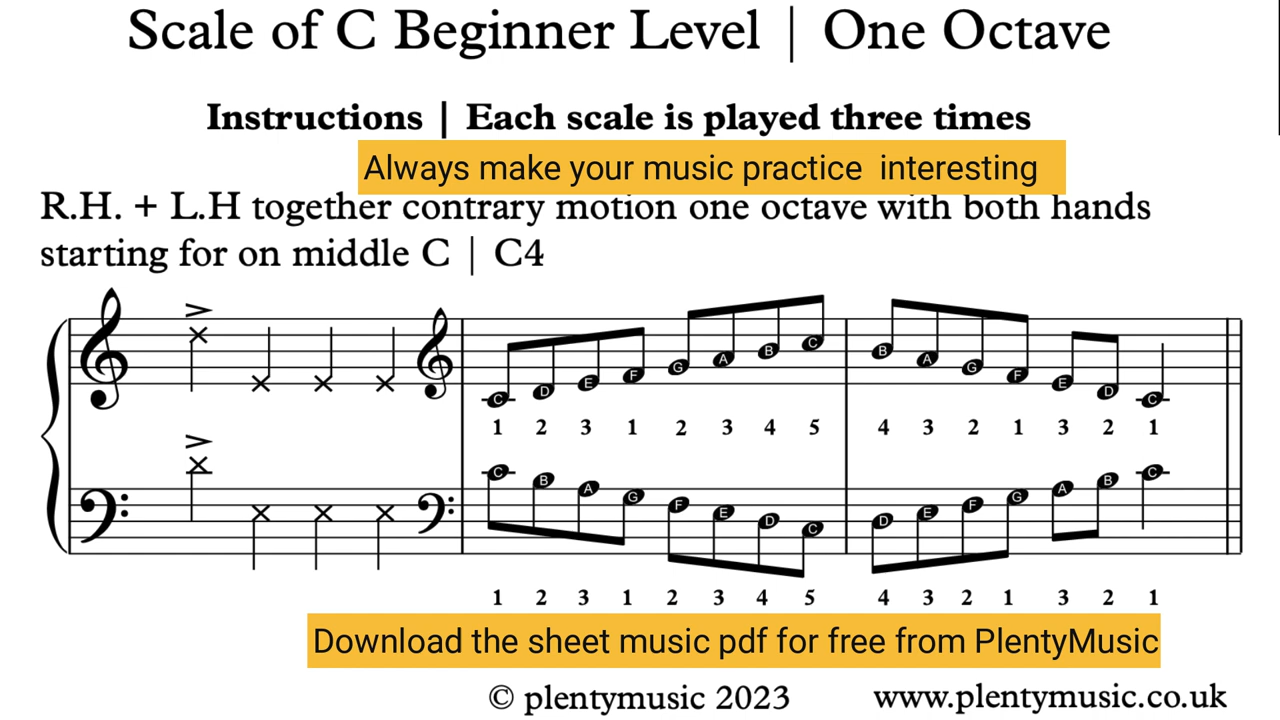 Scale of C Beginner Level | One Octave
Instructions | Each scale is played three times
Always make your music practice interesting
R.H. + L.H together contrary motion one octave with both hands
starting for on middle C | C4
C D E F G A B C B A G F E D C
1 2 3 1 2 3 4 5 4 3 2 1 3 2 1
C B A G F E D C D E F G A B C
1 2 3 1 2 3 4 5 4 3 2 1 3 2 1
Download the sheet music pdf for free from PlentyMusic
© plentymusic 2023 www.plentymusic.co.uk